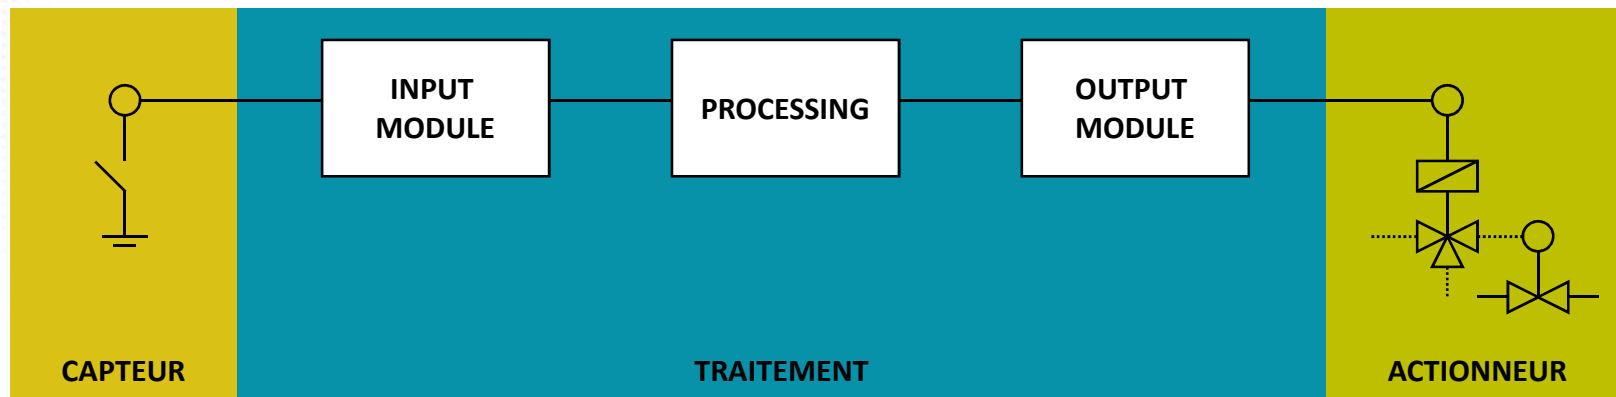 INPUT
MODULE
PROCESSING
OUTPUT
MODULE
CAPTEUR
TRAITEMENT
ACTIONNEUR